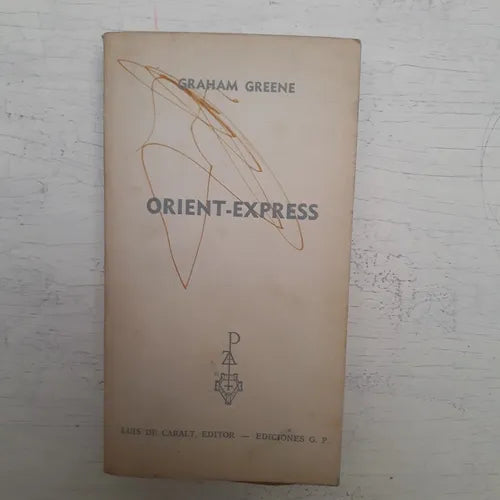 GRAHAM GREENE
ORIENT-EXPRESS
LUIS DE CARALT, EDITOR — EDICIONES G. P.